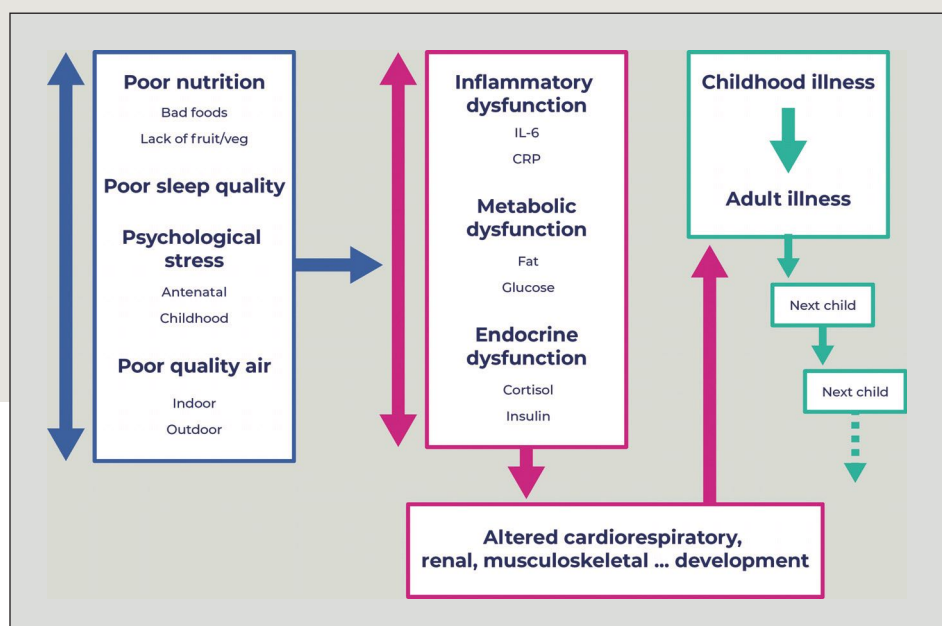 Poor nutrition
Bad foods
Lack of fruit/veg
Poor sleep quality
Psychological
stress
Antenatal
Childhood
Poor quality air
Indoor
Outdoor
Inflammatory
dysfunction
IL-6
CRP
Metabolic
dysfunction
Fat
Glucose
Endocrine
dysfunction
Cortisol
Insulin
Altered cardiorespiratory,
renal, musculoskeletal ... development
Childhood illness
Adult illness
Next child
Next child